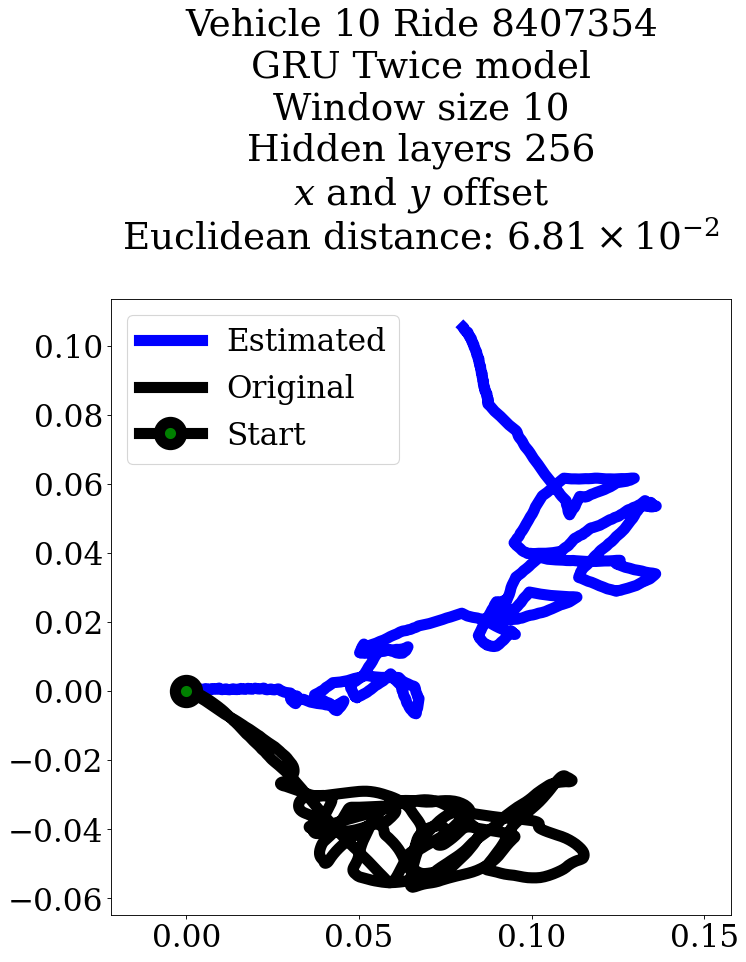 Vehicle 10 Ride 8407354
GRU Twice model
Window size 10
Hidden layers 256
x and y offset
Euclidean distance: 6.81 × 10⁻²
Estimated
Original
Start
0.10
0.08
0.06
0.04
0.02
0.00
−0.02
−0.04
−0.06
0.00 0.05 0.10 0.15